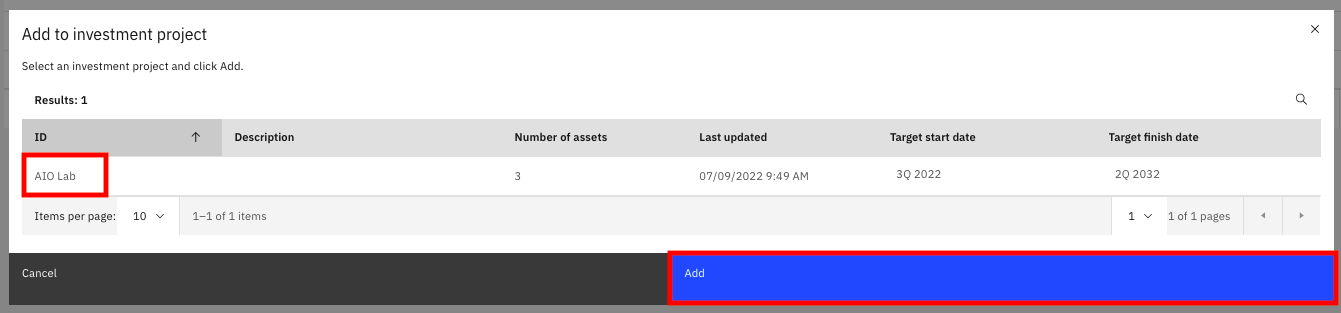 Add to investment project
Select an investment project and click Add.
Results: 1
ID Description Number of assets Last updated Target start date Target finish date
AIO Lab 3 07/09/2022 9:49 AM 3Q 2022 2Q 2032
Items per page: 10 1–1 of 1 items 1 1 of 1 pages
Cancel Add